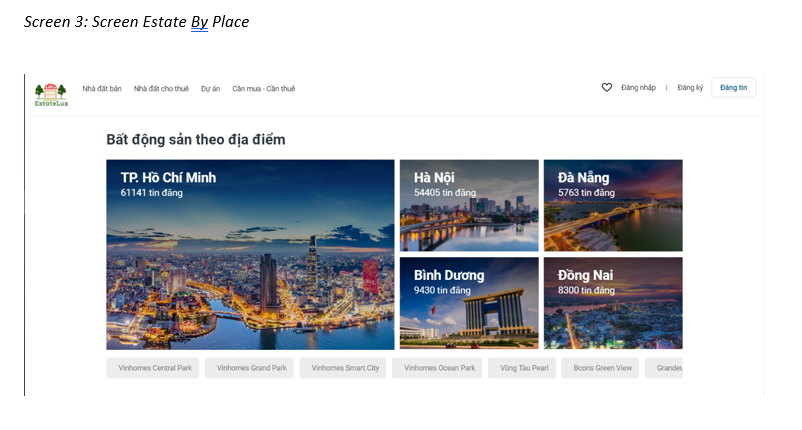 Screen 3: Screen Estate By Place
EstateLux
Nhà đất bán Nhà đất cho thuê Dự án Cần mua - Cần thuê
Đăng nhập | Đăng ký Đăng tin
Bất động sản theo địa điểm
TP. Hồ Chí Minh
61141 tin đăng
Hà Nội
54405 tin đăng
Đà Nẵng
5763 tin đăng
Bình Dương
9430 tin đăng
Đồng Nai
8300 tin đăng
Vinhomes Central Park Vinhomes Grand Park Vinhomes Smart City Vinhomes Ocean Park Vũng Tàu Pearl Bcons Green View Grandeu